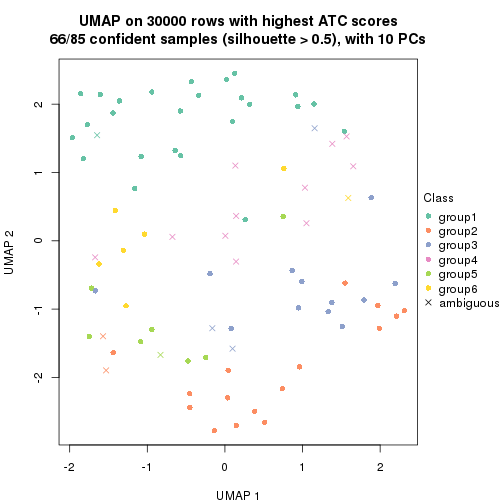 UMAP on 30000 rows with highest ATC scores
66/85 confident samples (silhouette > 0.5), with 10 PCs
2
1
0
-1
-2
UMAP 2
-2
-1
0
1
2
UMAP 1
Class
group1
group2
group3
group4
group5
group6
ambiguous